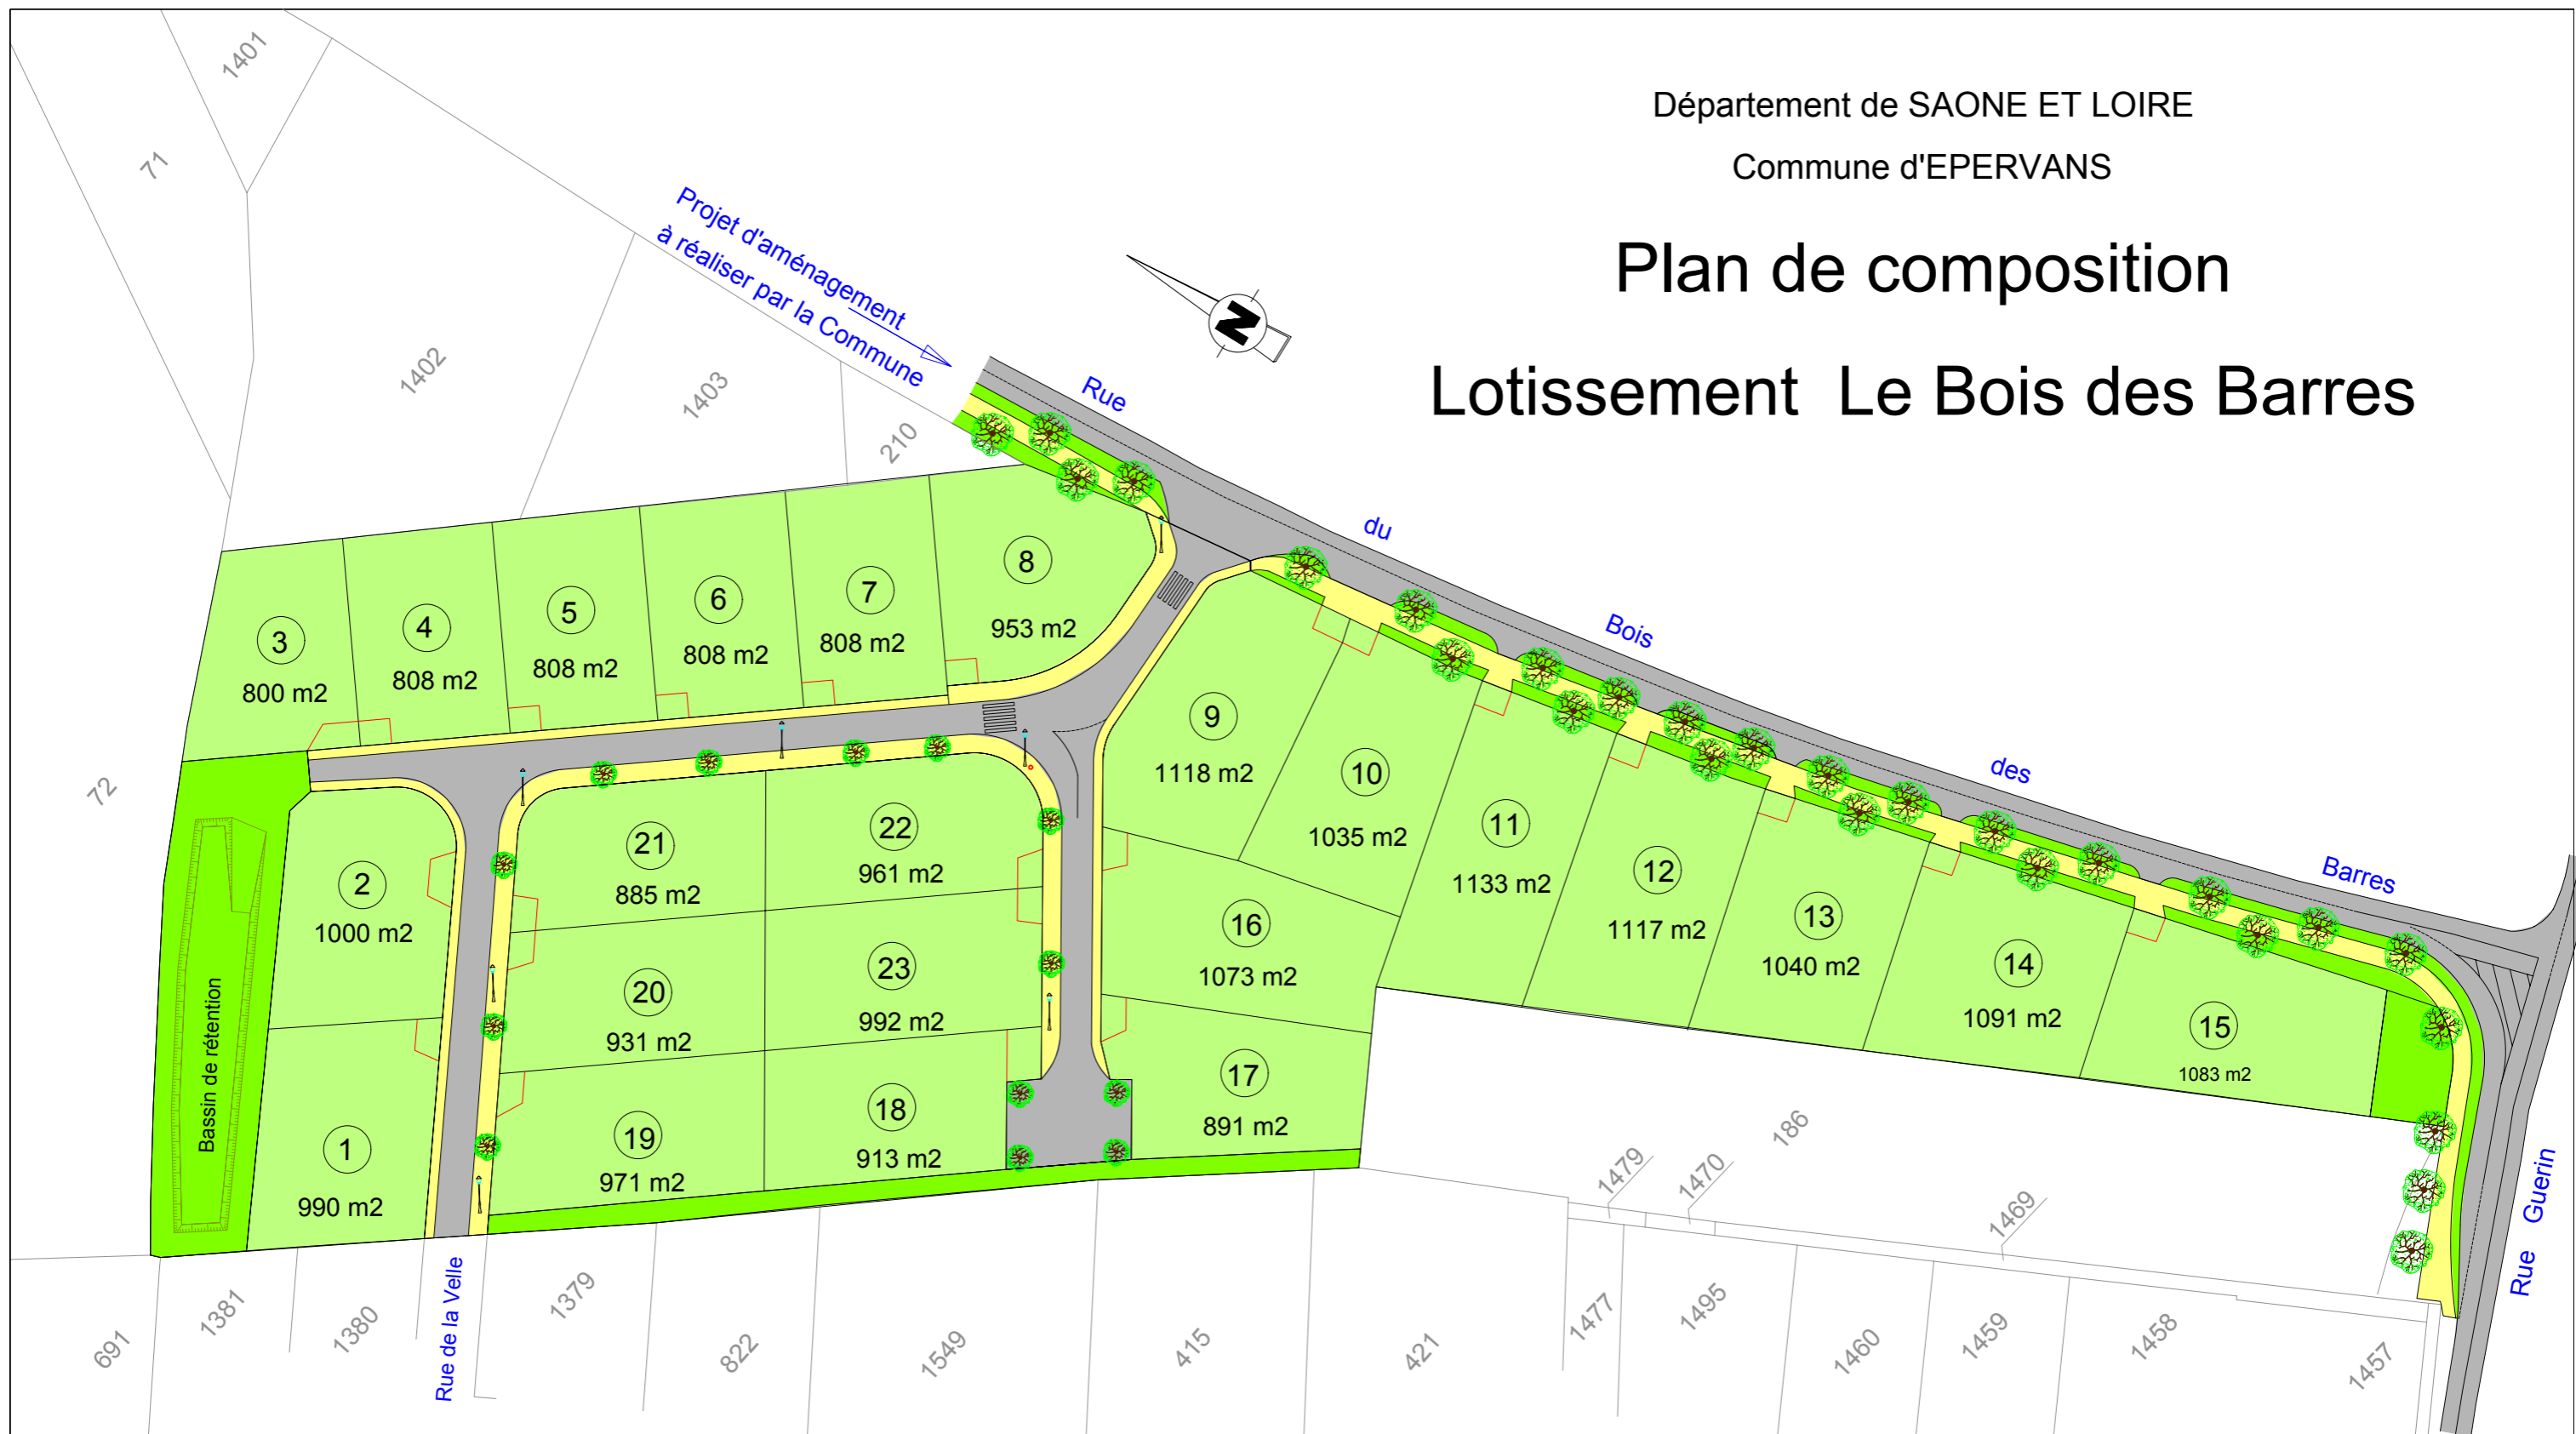 Département de SAONE ET LOIRE
Commune d'EPERVANS
Plan de composition
Lotissement Le Bois des Barres
1401
71
1402
1403
210
72
Projet d'aménagement
à réaliser par la Commune
N
Rue
du
Bois
des
Barres
Rue Guerin
3
800 m2
4
808 m2
5
808 m2
6
808 m2
7
808 m2
8
953 m2
9
1118 m2
10
1035 m2
11
1133 m2
12
1117 m2
13
1040 m2
14
1091 m2
15
1083 m2
16
1073 m2
17
891 m2
21
885 m2
22
961 m2
20
931 m2
23
992 m2
19
971 m2
18
913 m2
2
1000 m2
1
990 m2
Bassin de rétention
Rue de la Velle
691
1381
1380
1379
822
1549
415
421
1479
1470
186
1469
1477
1495
1460
1459
1458
1457